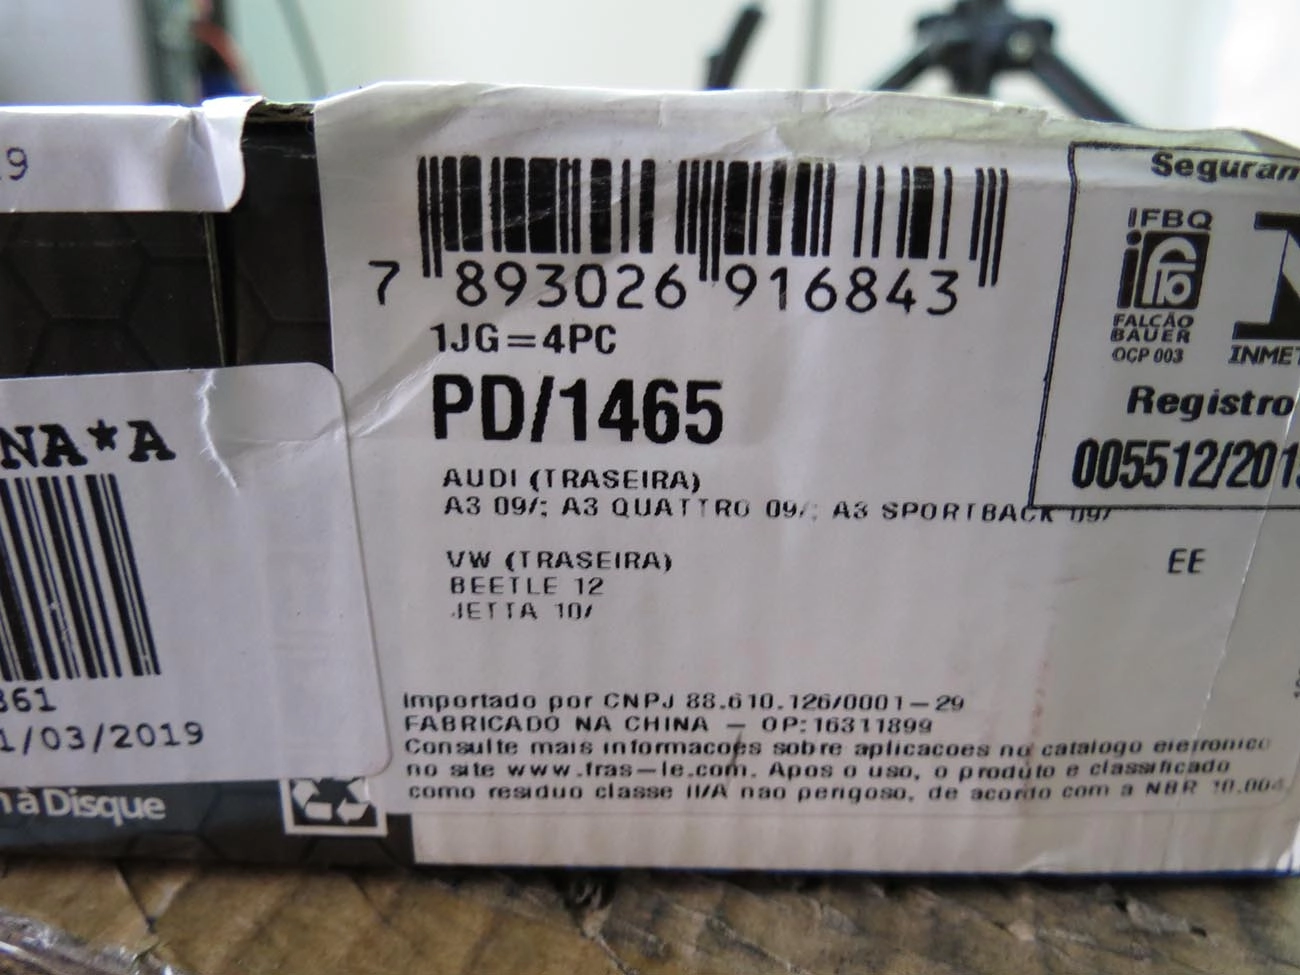 19
NA*A
361
1/03/2019
à Disque
7 893026 916843
1JG=4PC
PD/1465
AUDI (TRASEIRA)
A3 09/; A3 QUATTRO 09/; A3 SPORTBACK 09/
VW (TRASEIRA)
BEETLE 12
JETTA 10/
EE
Importado por CNPJ 88.610.126/0001-29
FABRICADO NA CHINA - OP:16311899
Consulte mais informacoes sobre aplicacoes no catalogo eletronico
no site www.fras-le.com. Apos o uso, o produto e classificado
como residuo classe II/A nao perigoso, de acordo com a NBR 10.004.
Seguran
IFBQ
FALCÃO
BAUER
OCP 003
INMET
Registro
005512/201